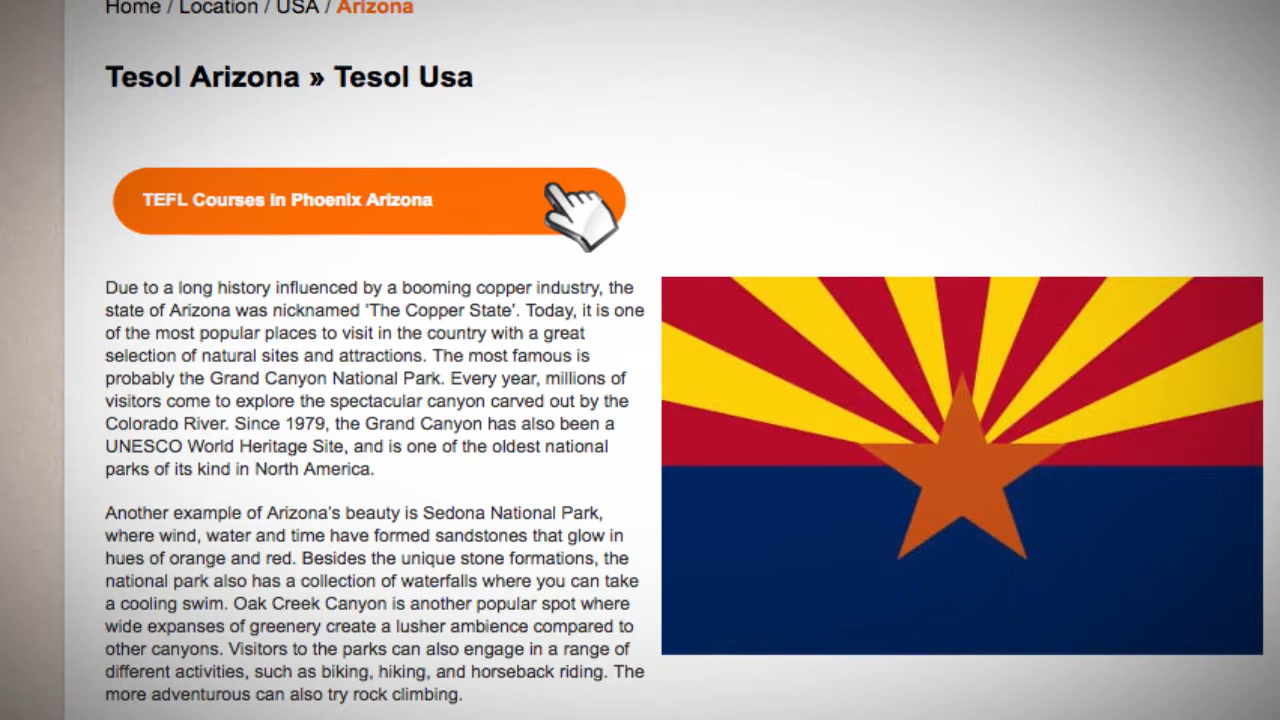 Home / Location / USA / Arizona
Tesol Arizona » Tesol Usa
TEFL Courses in Phoenix Arizona
Due to a long history influenced by a booming copper industry, the
state of Arizona was nicknamed 'The Copper State'. Today, it is one
of the most popular places to visit in the country with a great
selection of natural sites and attractions. The most famous is
probably the Grand Canyon National Park. Every year, millions of
visitors come to explore the spectacular canyon carved out by the
Colorado River. Since 1979, the Grand Canyon has also been a
UNESCO World Heritage Site, and is one of the oldest national
parks of its kind in North America.
Another example of Arizona's beauty is Sedona National Park,
where wind, water and time have formed sandstones that glow in
hues of orange and red. Besides the unique stone formations, the
national park also has a collection of waterfalls where you can take
a cooling swim. Oak Creek Canyon is another popular spot where
wide expanses of greenery create a lusher ambience compared to
other canyons. Visitors to the parks can also engage in a range of
different activities, such as biking, hiking, and horseback riding. The
more adventurous can also try rock climbing.